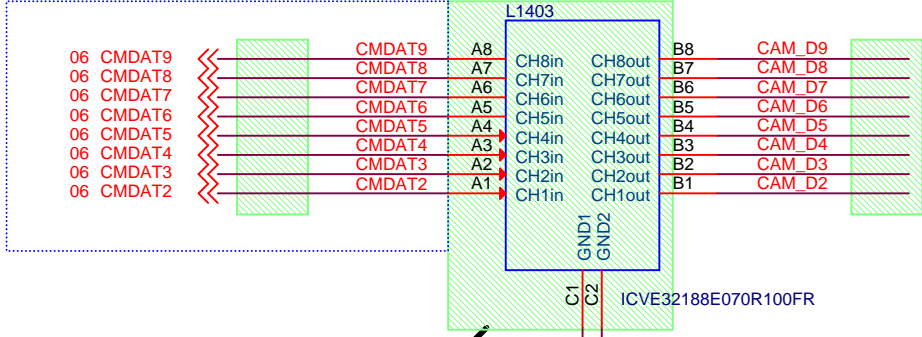 L1403
06 CMDAT9 CMDAT9 A8 CH8in CH8out B8 CAM_D9
06 CMDAT8 CMDAT8 A7 CH7in CH7out B7 CAM_D8
06 CMDAT7 CMDAT7 A6 CH6in CH6out B6 CAM_D7
06 CMDAT6 CMDAT6 A5 CH5in CH5out B5 CAM_D6
06 CMDAT5 CMDAT5 A4 CH4in CH4out B4 CAM_D5
06 CMDAT4 CMDAT4 A3 CH3in CH3out B3 CAM_D4
06 CMDAT3 CMDAT3 A2 CH2in CH2out B2 CAM_D3
06 CMDAT2 CMDAT2 A1 CH1in CH1out B1 CAM_D2
GND1
GND2
C1
C2
ICVE32188E070R100FR